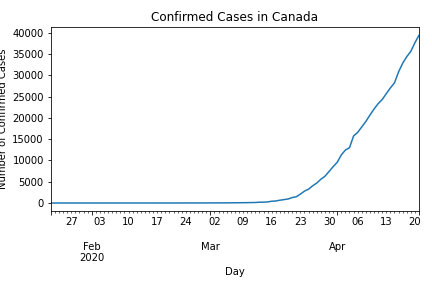 Confirmed Cases in Canada
Number of Confirmed Cases
40000
35000
30000
25000
20000
15000
10000
5000
0
27 03 10 17 24 02 09 16 23 30 06 13 20
Feb Mar Apr
2020
Day